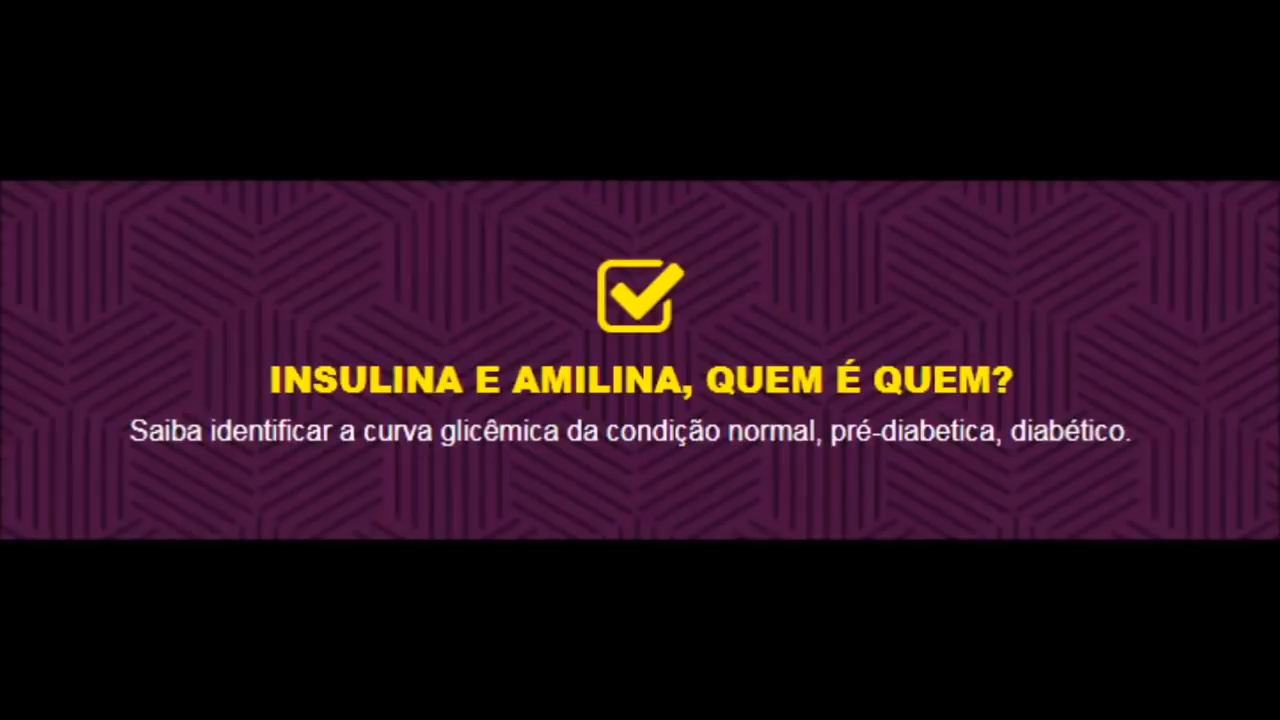 INSULINA E AMILINA, QUEM É QUEM?
Saiba identificar a curva glicêmica da condição normal, pré-diabetica, diabético.